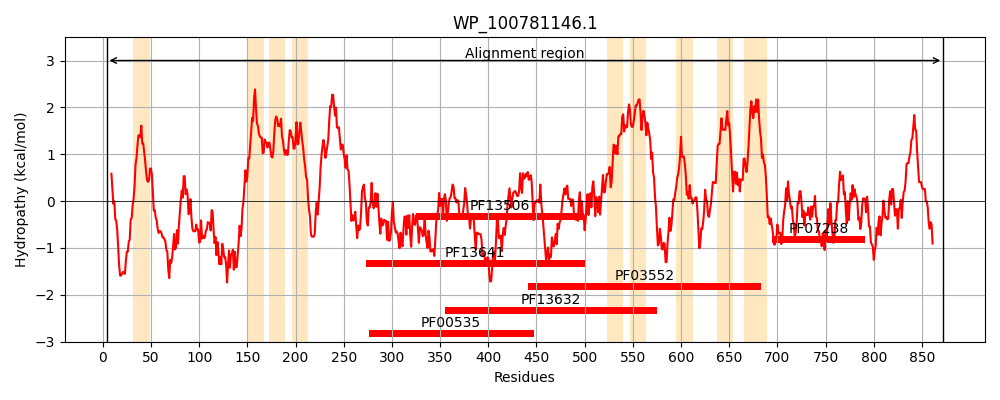 WP_100781146.1
Alignment region
3
2
1
0
−1
−2
−3
Hydropathy (kcal/mol)
PF13506
PF07238
PF13641
PF03552
PF13632
PF00535
0 50 100 150 200 250 300 350 400 450 500 550 600 650 700 750 800 850
Residues